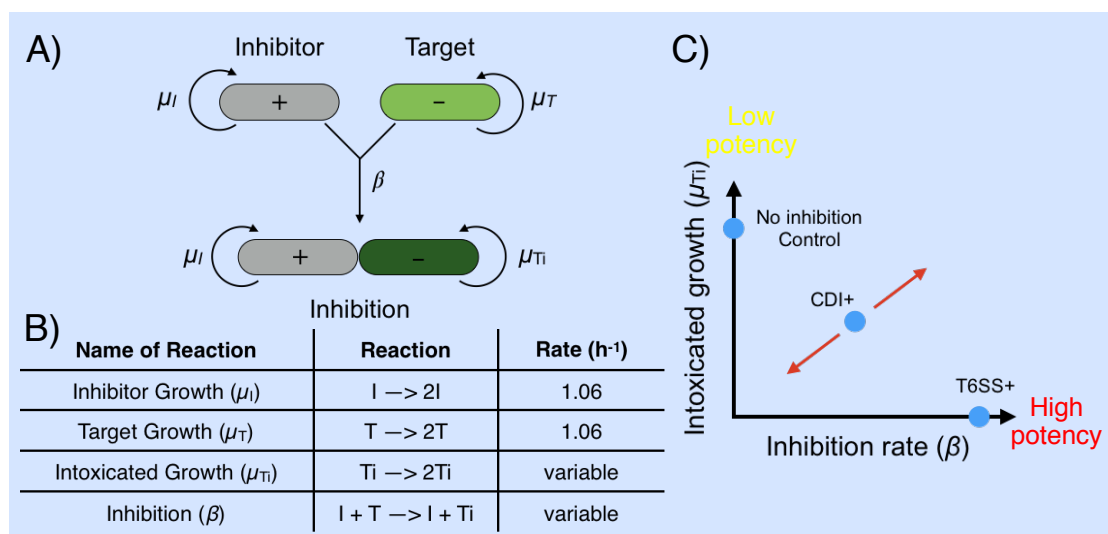 A)
Inhibitor
Target
μI
+
–
μT
β
μI
+
–
μTi
Inhibition
B)
Name of Reaction Reaction Rate (h-1)
Inhibitor Growth (μI) I —> 2I 1.06
Target Growth (μT) T —> 2T 1.06
Intoxicated Growth (μTi) Ti —> 2Ti variable
Inhibition (β) I + T —> I + Ti variable
C)
Low
potency
Intoxicated growth (μTi)
No inhibition
Control
CDI+
T6SS+
High
potency
Inhibition rate (β)